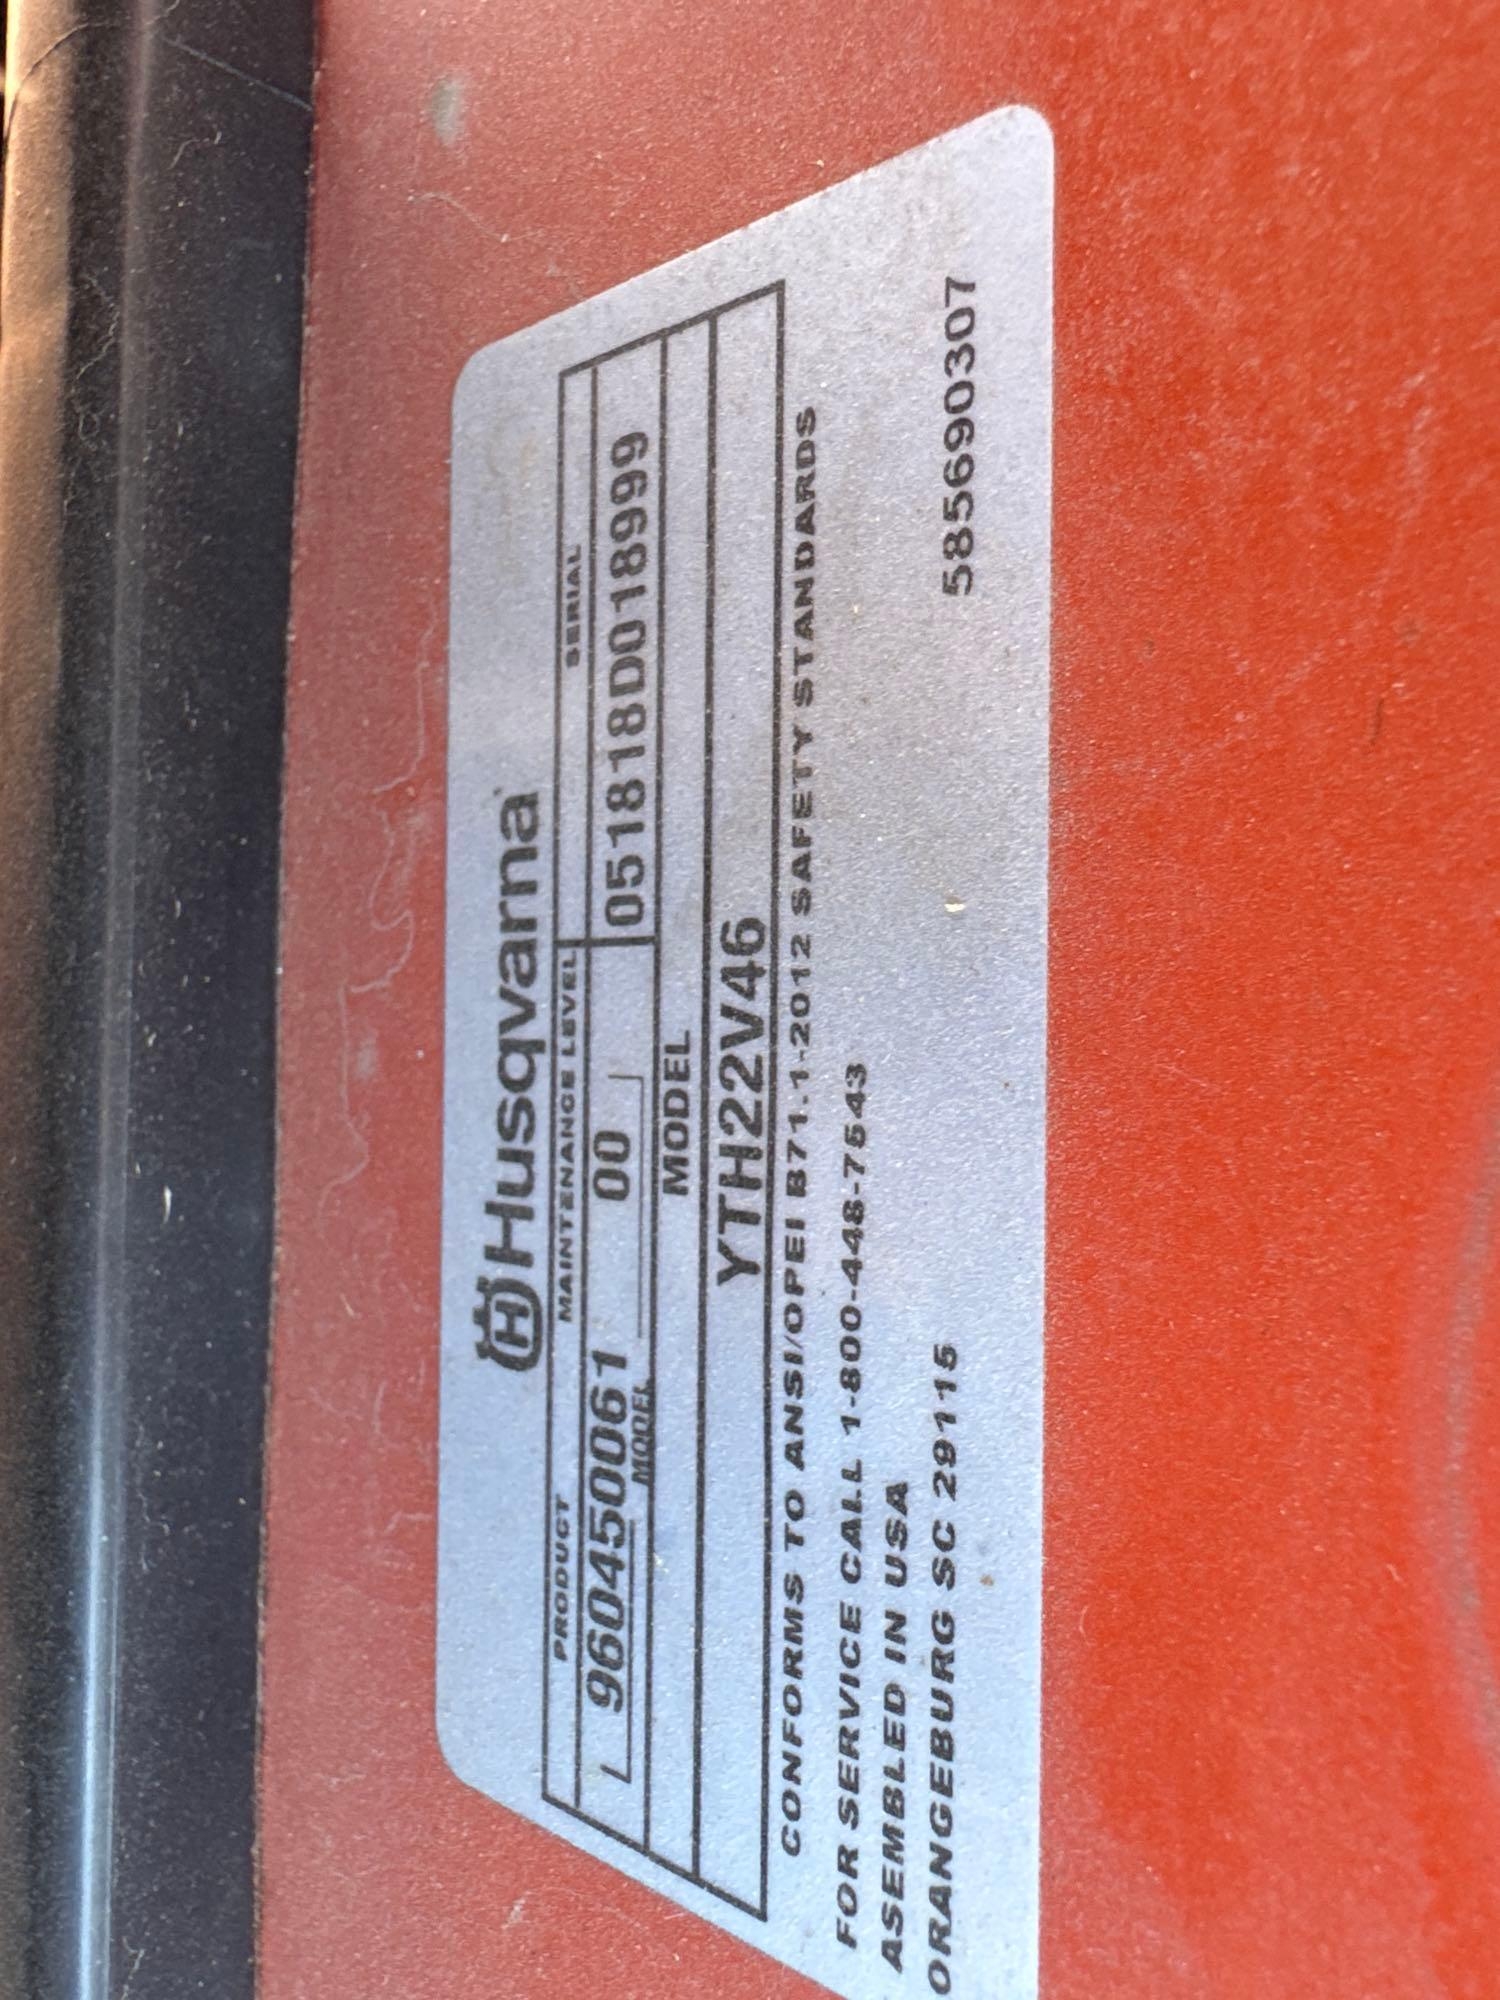 Husqvarna
PRODUCT MAINTENANCE LEVEL SERIAL
960450061 00 051818D018999
MODEL
MODEL
YTH22V46
CONFORMS TO ANSI/OPEI B71.1-2012 SAFETY STANDARDS
FOR SERVICE CALL 1-800-448-7543
ASEMBLED IN USA
ORANGEBURG SC 29115 585690307